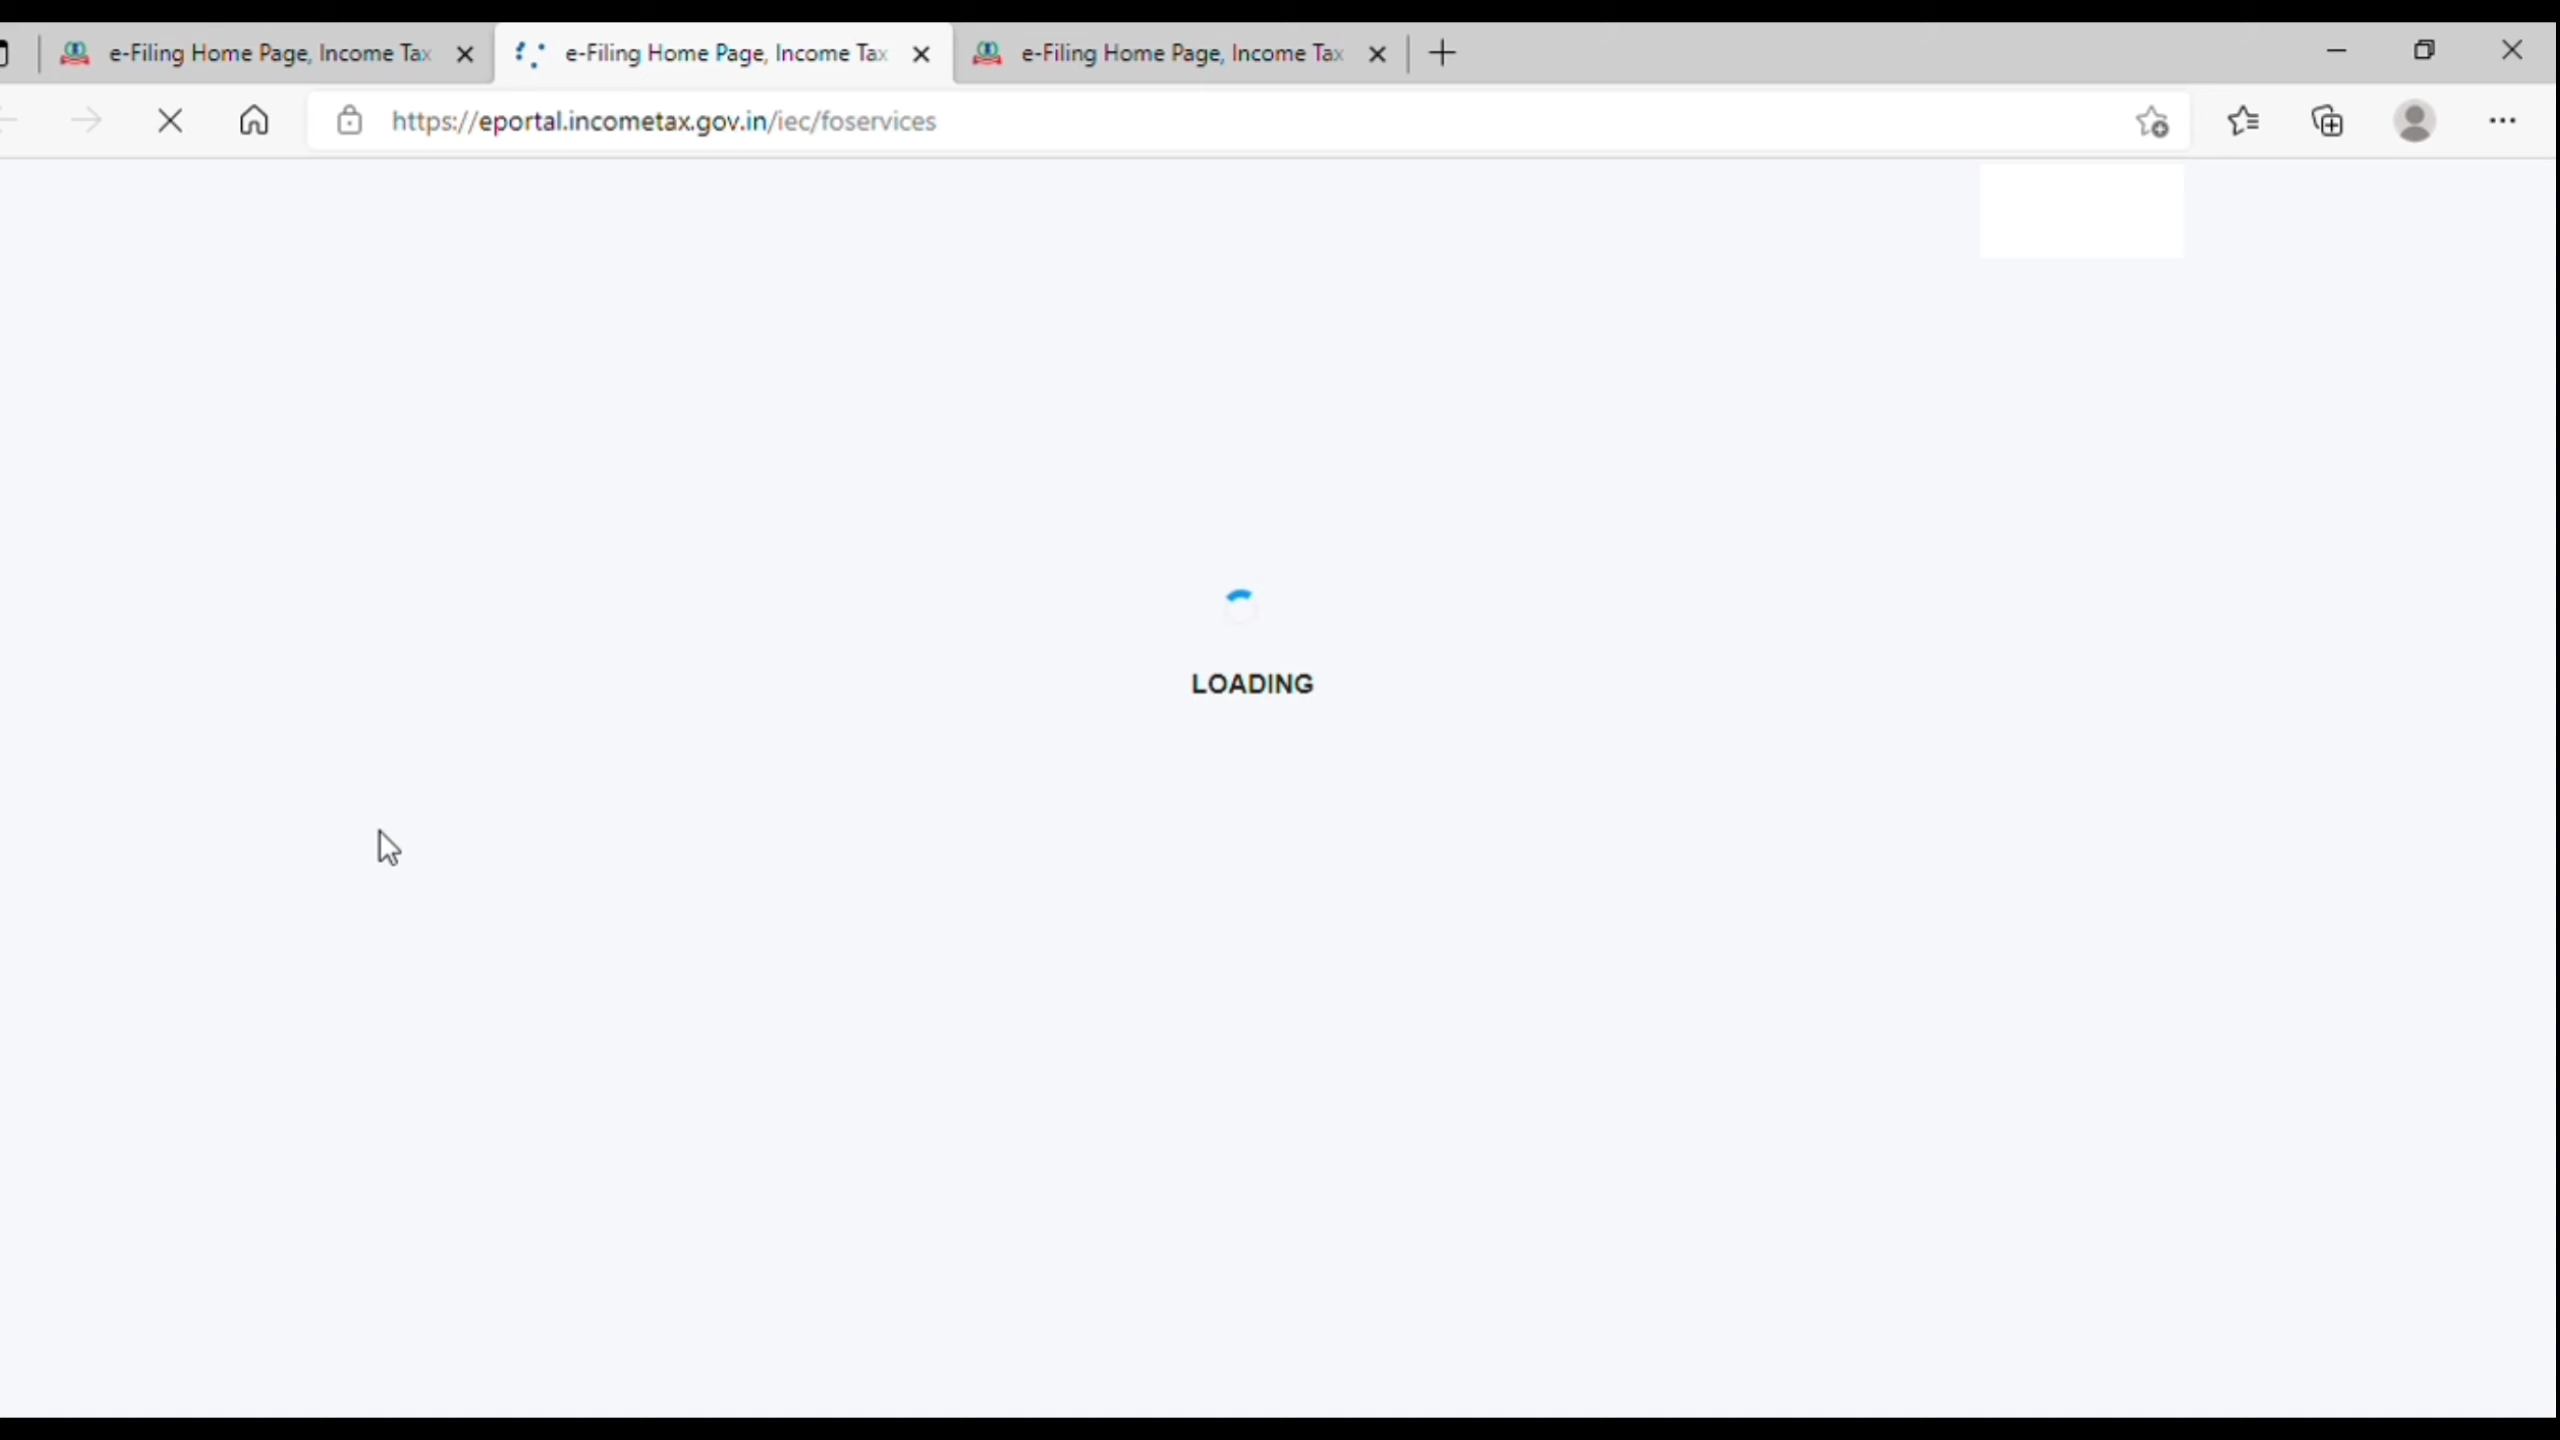 e-Filing Home Page, Income Tax
e-Filing Home Page, Income Tax
e-Filing Home Page, Income Tax
https://eportal.incometax.gov.in/iec/foservices
LOADING